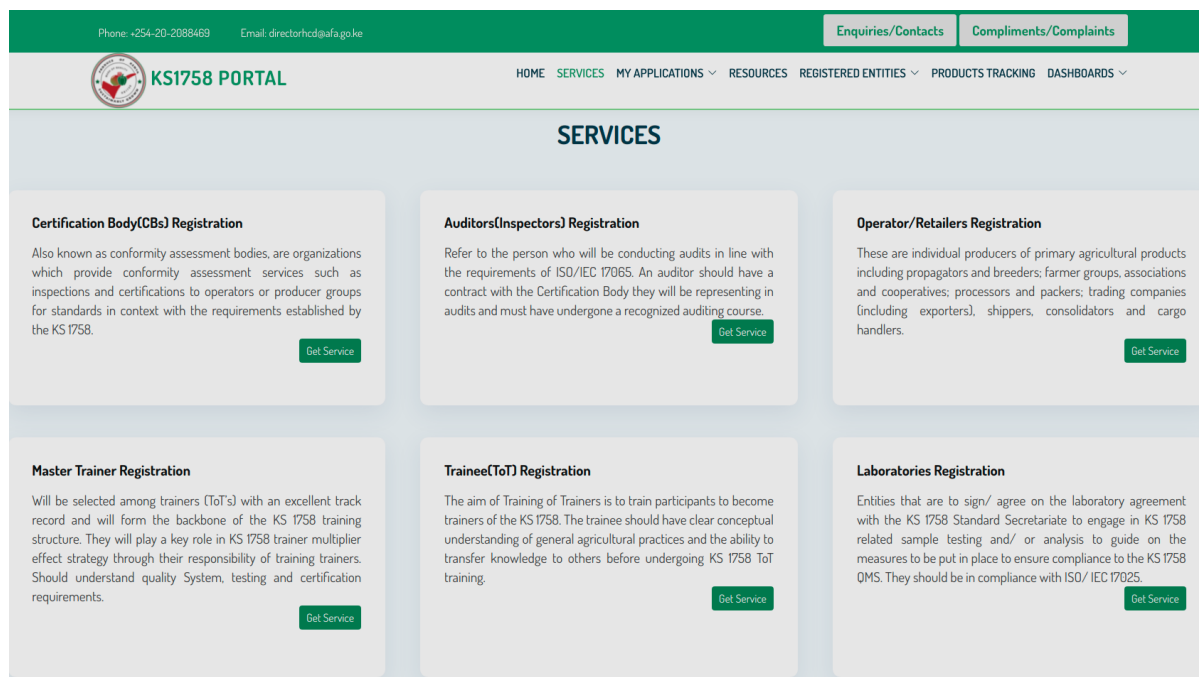 Phone: +254-20-2088469 Email: directorhcd@afa.go.ke Enquiries/Contacts Compliments/Complaints
KS1758 PORTAL HOME SERVICES MY APPLICATIONS RESOURCES REGISTERED ENTITIES PRODUCTS TRACKING DASHBOARDS
SERVICES
Certification Body(CBs) Registration
Also known as conformity assessment bodies, are organizations
which provide conformity assessment services such as
inspections and certifications to operators or producer groups
for standards in context with the requirements established by
the KS 1758.
Get Service
Auditors(Inspectors) Registration
Refer to the person who will be conducting audits in line with
the requirements of ISO/IEC 17065. An auditor should have a
contract with the Certification Body they will be representing in
audits and must have undergone a recognized auditing course.
Get Service
Operator/Retailers Registration
These are individual producers of primary agricultural products
including propagators and breeders; farmer groups, associations
and cooperatives; processors and packers; trading companies
(including exporters), shippers, consolidators and cargo
handlers.
Get Service
Master Trainer Registration
Will be selected among trainers (ToT's) with an excellent track
record and will form the backbone of the KS 1758 training
structure. They will play a key role in KS 1758 trainer multiplier
effect strategy through their responsibility of training trainers.
Should understand quality System, testing and certification
requirements.
Get Service
Trainee(ToT) Registration
The aim of Training of Trainers is to train participants to become
trainers of the KS 1758. The trainee should have clear conceptual
understanding of general agricultural practices and the ability to
transfer knowledge to others before undergoing KS 1758 ToT
training.
Get Service
Laboratories Registration
Entities that are to sign/ agree on the laboratory agreement
with the KS 1758 Standard Secretariate to engage in KS 1758
related sample testing and/ or analysis to guide on the
measures to be put in place to ensure compliance to the KS 1758
QMS. They should be in compliance with ISO/ IEC 17025.
Get Service